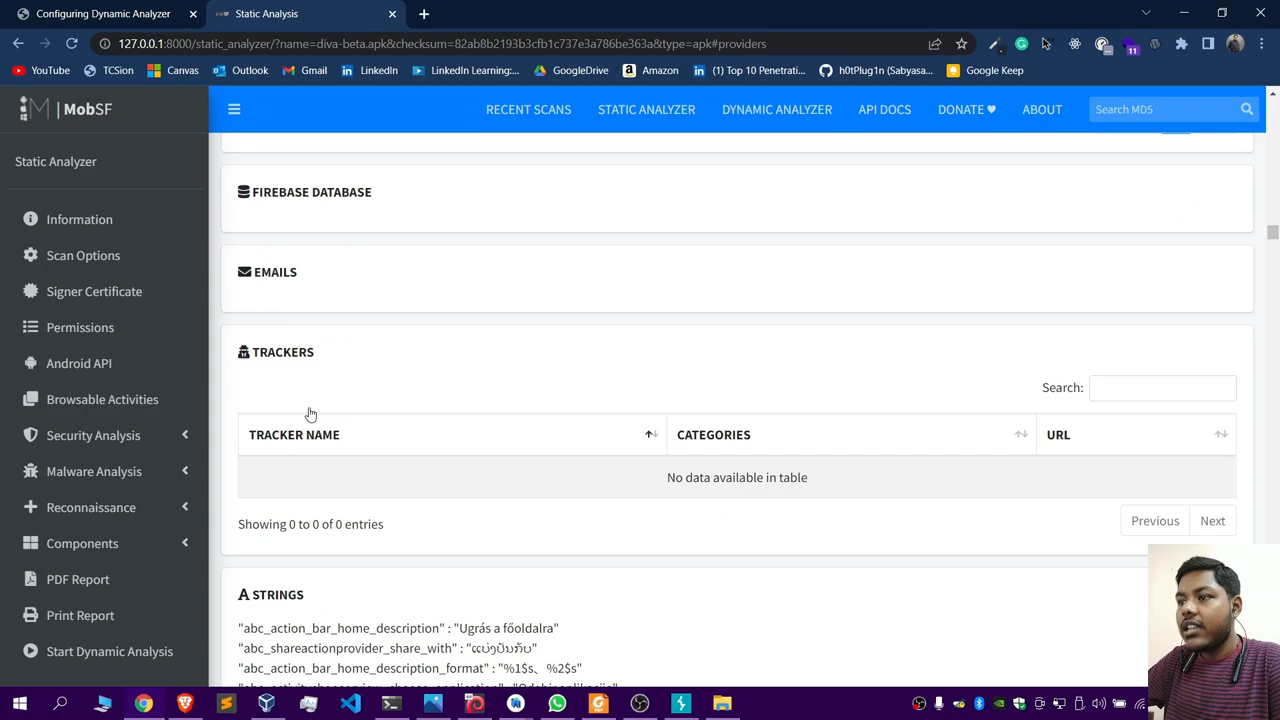 Configuring Dynamic Analyzer
Static Analysis
127.0.0.1:8000/static_analyzer/?name=diva-beta.apk&checksum=82ab8b2193b3cfb1c737e3a786be363a&type=apk#providers
11
YouTube
TCSion
Canvas
Outlook
Gmail
LinkedIn
LinkedIn Learning...
GoogleDrive
Amazon
(1) Top 10 Penetrati...
h0tPlug1n (Sabyasa...
Google Keep
MobSF
RECENT SCANS
STATIC ANALYZER
DYNAMIC ANALYZER
API DOCS
DONATE ♥
ABOUT
Search MD5
Static Analyzer
Information
Scan Options
Signer Certificate
Permissions
Android API
Browsable Activities
Security Analysis
Malware Analysis
Reconnaissance
Components
PDF Report
Print Report
Start Dynamic Analysis
FIREBASE DATABASE
EMAILS
TRACKERS
Search:
TRACKER NAME
CATEGORIES
URL
No data available in table
Showing 0 to 0 of 0 entries
Previous
Next
STRINGS
"abc_action_bar_home_description" : "Ugrás a főoldalra"
"abc_shareactionprovider_share_with" : "ແບ່ງປັນກັບ"
"abc_action_bar_home_description_format" : "%1$s、%2$s"